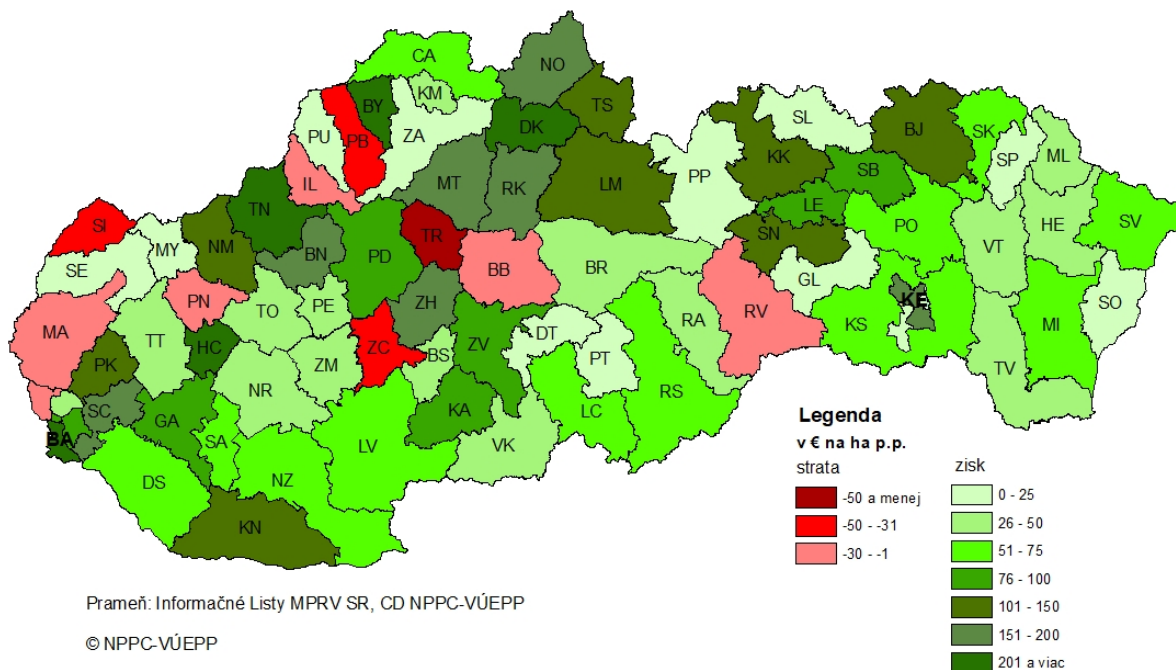 CA
NO
KM
BY
TS
PU
PB
ZA
DK
SL
BJ
SK
KK
SP
ML
IL
MT
RK
LM
PP
SB
TN
LE
SI
NM
TR
SN
PO
HE
SV
MY
BN
PD
BB
BR
VT
SE
GL
SO
PN
TO
PE
ZH
RA
RV
KE
MA
TT
HC
ZC
BS
ZV
DT
PT
KS
MI
PK
NR
ZM
TV
SC
GA
SA
KA
LC
RS
BA
LV
VK
DS
NZ
KN
Legenda
v € na ha p.p.
strata
-50 a menej
-50 - -31
-30 - -1
zisk
0 - 25
26 - 50
51 - 75
76 - 100
101 - 150
151 - 200
201 a viac
Prameň: Informačné Listy MPRV SR, CD NPPC-VÚEPP
© NPPC-VÚEPP